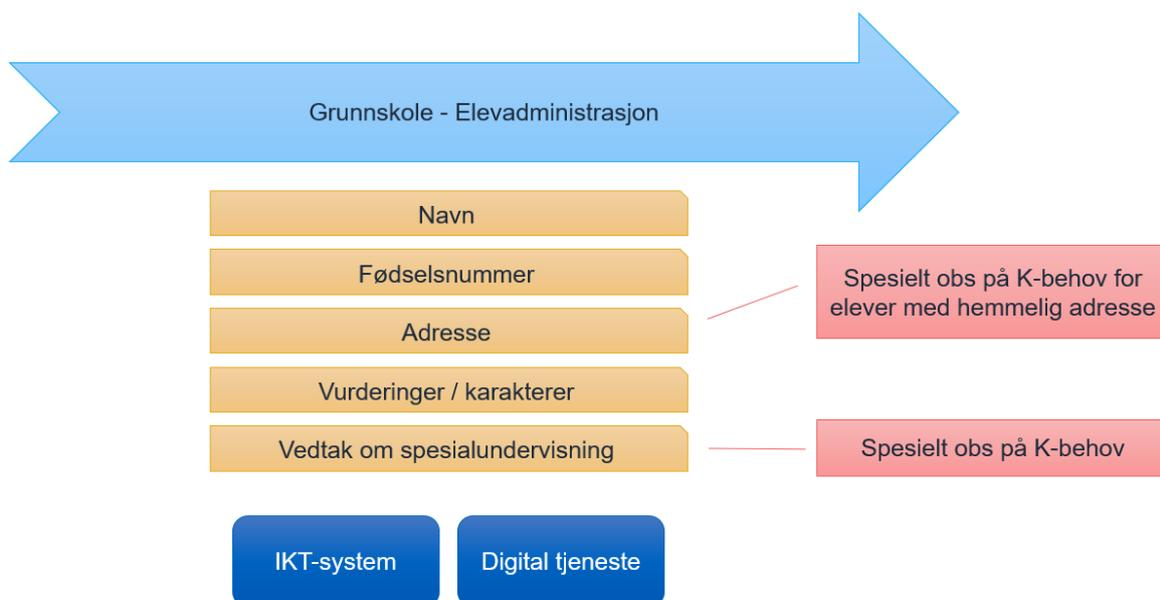 Grunnskole - Elevadministrasjon
Navn
Fødselsnummer
Adresse
Spesielt obs på K-behov for
elever med hemmelig adresse
Vurderinger / karakterer
Vedtak om spesialundervisning
Spesielt obs på K-behov
IKT-system
Digital tjeneste